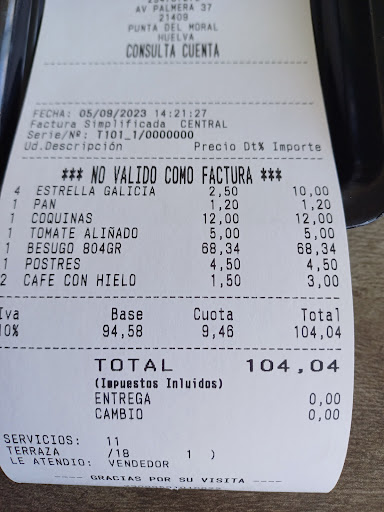 AV PALMERA 37
21409
PUNTA DEL MORAL
HUELVA
CONSULTA CUENTA
FECHA: 05/09/2023 14:21:27
Factura Simplificada CENTRAL
Serie/Nº: T101_1/0000000
Ud.Descripción Precio Dt% Importe
*** NO VALIDO COMO FACTURA ***
4 ESTRELLA GALICIA 2,50 10,00
1 PAN 1,20 1,20
1 COQUINAS 12,00 12,00
1 TOMATE ALIÑADO 5,00 5,00
1 BESUGO 804GR 68,34 68,34
1 POSTRES 4,50 4,50
2 CAFE CON HIELO 1,50 3,00
Iva Base Cuota Total
10% 94,58 9,46 104,04
TOTAL 104,04
(Impuestos Inluidos)
ENTREGA 0,00
CAMBIO 0,00
SERVICIOS: 11
TERRAZA /18 1 )
LE ATENDIO: VENDEDOR
---- GRACIAS POR SU VISITA ----